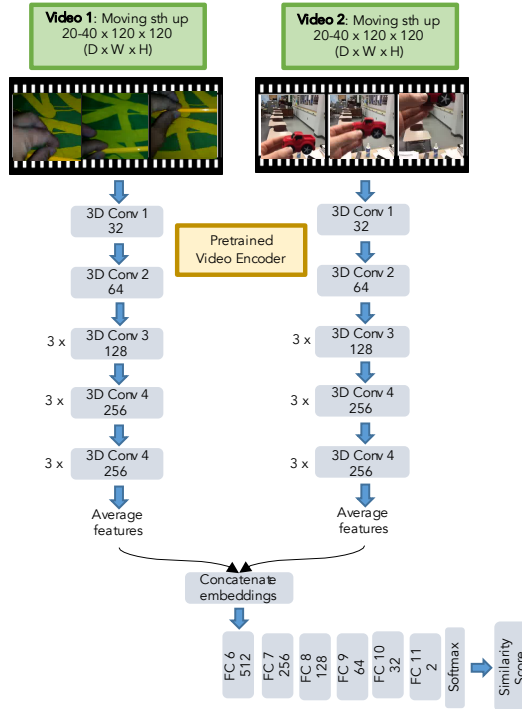 Video 1: Moving sth up
20-40 x 120 x 120
(D x W x H)
Video 2: Moving sth up
20-40 x 120 x 120
(D x W x H)
3D Conv 1
32
3D Conv 2
64
3 x
3D Conv 3
128
3 x
3D Conv 4
256
3 x
3D Conv 4
256
Average
features
Pretrained
Video Encoder
3D Conv 1
32
3D Conv 2
64
3 x
3D Conv 3
128
3 x
3D Conv 4
256
3 x
3D Conv 4
256
Average
features
Concatenate
embeddings
FC 6
512
FC 7
256
FC 8
128
FC 9
64
FC 10
32
FC 11
2
Softmax
Similarity
Score